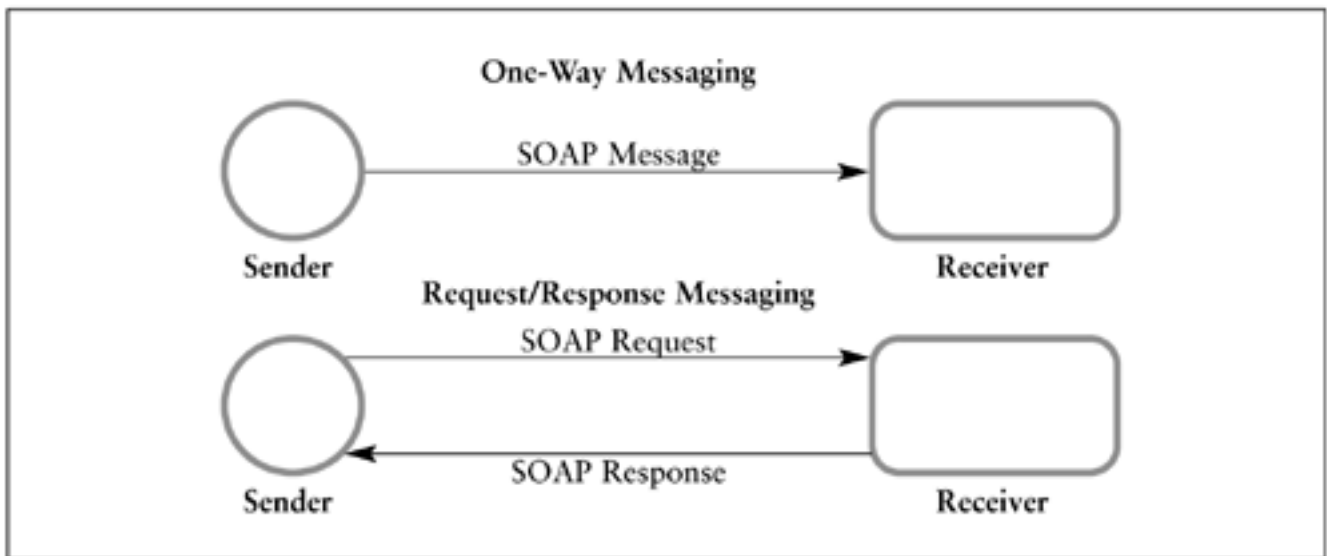 One-Way Messaging
SOAP Message
Sender
Receiver
Request/Response Messaging
SOAP Request
SOAP Response
Sender
Receiver